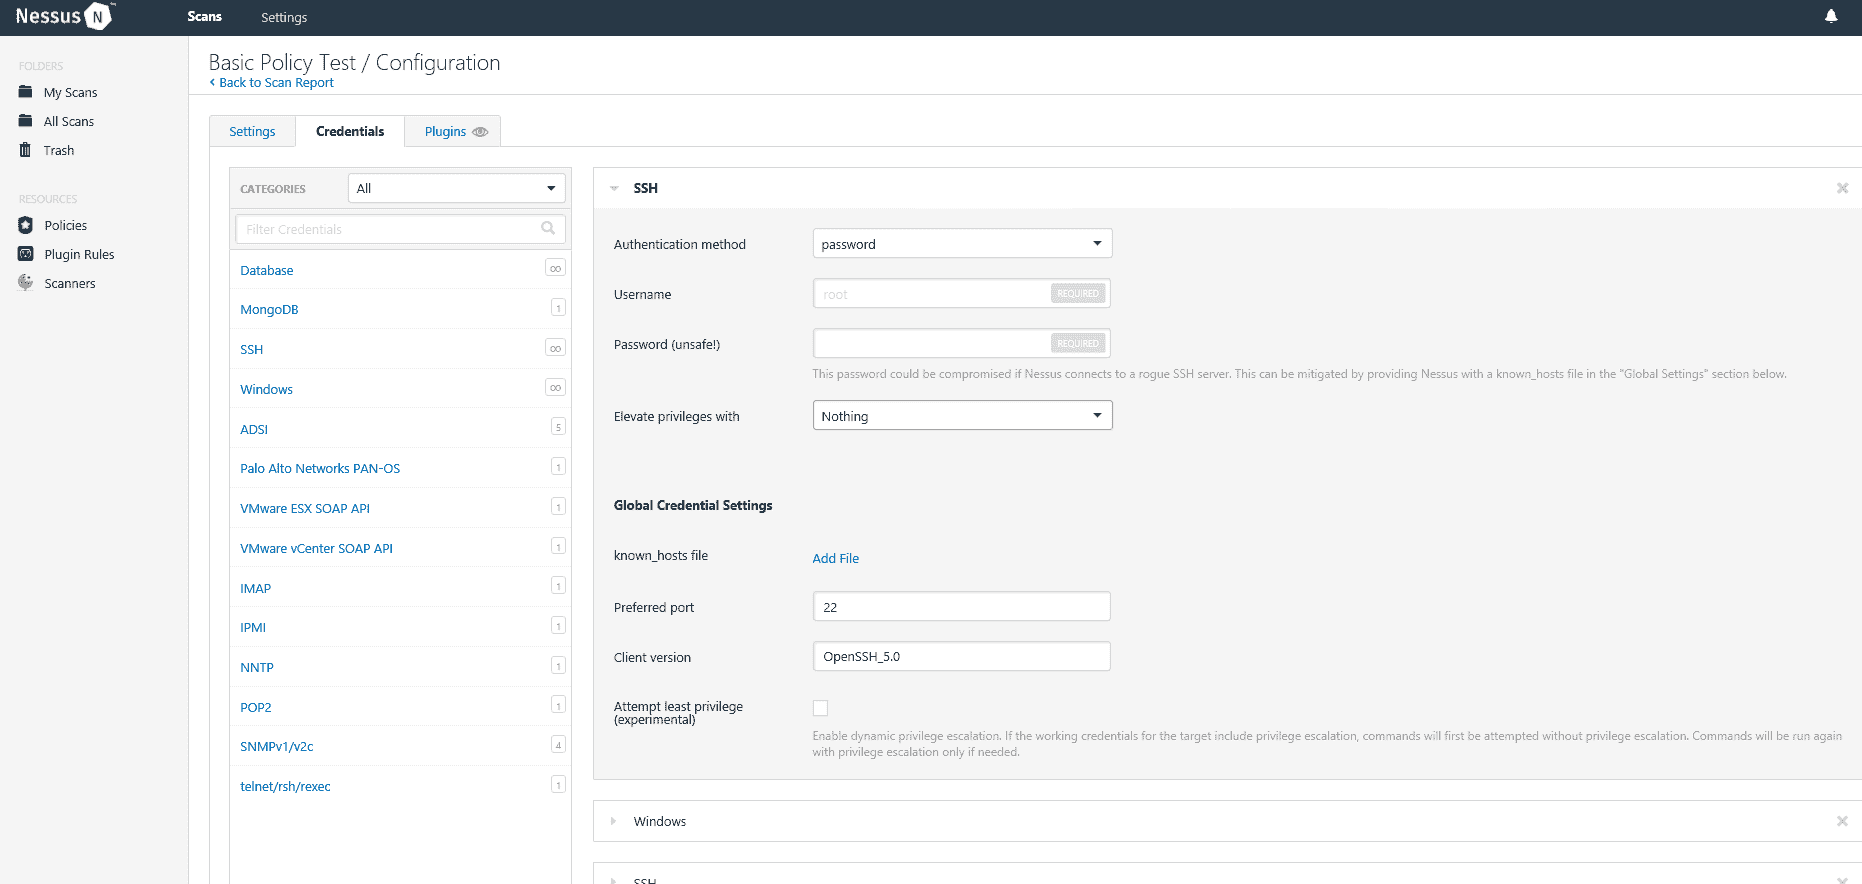 Nessus N
Scans
Settings
FOLDERS
My Scans
All Scans
Trash
RESOURCES
Policies
Plugin Rules
Scanners
Basic Policy Test / Configuration
Back to Scan Report
Settings
Credentials
Plugins
CATEGORIES
All
Filter Credentials
Database ∞
MongoDB 1
SSH ∞
Windows ∞
ADSI 5
Palo Alto Networks PAN-OS 1
VMware ESX SOAP API 1
VMware vCenter SOAP API 1
IMAP 1
IPMI 1
NNTP 1
POP2 1
SNMPv1/v2c 4
telnet/rsh/rexec 1
SSH
Authentication method password
Username root REQUIRED
Password (unsafe!) REQUIRED
This password could be compromised if Nessus connects to a rogue SSH server. This can be mitigated by providing Nessus with a known_hosts file in the "Global Settings" section below.
Elevate privileges with Nothing
Global Credential Settings
known_hosts file Add File
Preferred port 22
Client version OpenSSH_5.0
Attempt least privilege
(experimental)
Enable dynamic privilege escalation. If the working credentials for the target include privilege escalation, commands will first be attempted without privilege escalation. Commands will be run again
with privilege escalation only if needed.
Windows
SSH